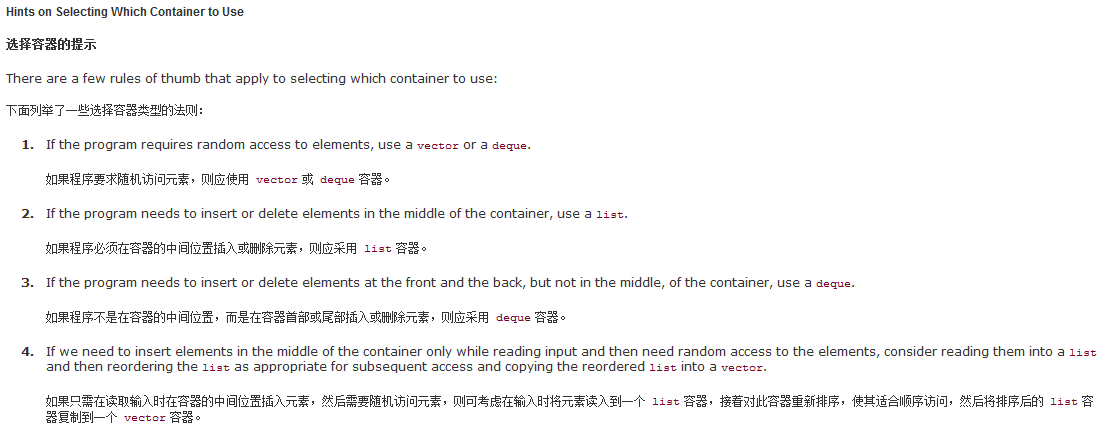 Hints on Selecting Which Container to Use
选择容器的提示
There are a few rules of thumb that apply to selecting which container to use:
下面列举了一些选择容器类型的法则：
1. If the program requires random access to elements, use a vector or a deque.
如果程序要求随机访问元素，则应使用 vector 或 deque 容器。
2. If the program needs to insert or delete elements in the middle of the container, use a list.
如果程序必须在容器的中间位置插入或删除元素，则应采用 list 容器。
3. If the program needs to insert or delete elements at the front and the back, but not in the middle, of the container, use a deque.
如果程序不是在容器的中间位置，而是在容器首部或尾部插入或删除元素，则应采用 deque 容器。
4. If we need to insert elements in the middle of the container only while reading input and then need random access to the elements, consider reading them into a list
and then reordering the list as appropriate for subsequent access and copying the reordered list into a vector.
如果只需在读取输入时在容器的中间位置插入元素，然后需要随机访问元素，则可考虑在输入时将元素读入到一个 list 容器，接着对此容器重新排序，使其适合顺序访问，然后将排序后的 list 容
器复制到一个 vector 容器。